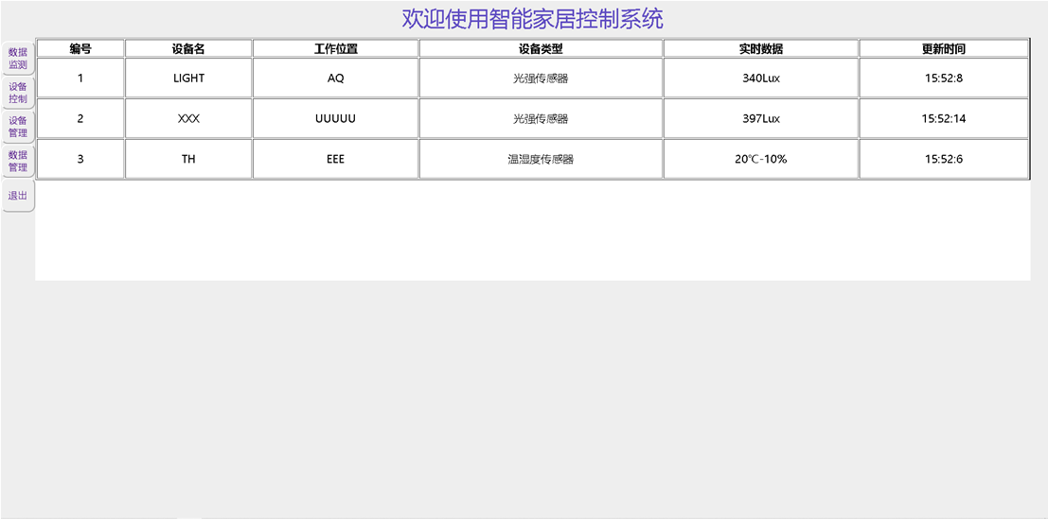 欢迎使用智能家居控制系统
数据
监测
设备
控制
设备
管理
数据
管理
退出
编号 设备名 工作位置 设备类型 实时数据 更新时间
1 LIGHT AQ 光强传感器 340Lux 15:52:8
2 XXX UUUUU 光强传感器 397Lux 15:52:14
3 TH EEE 温湿度传感器 20℃-10% 15:52:6